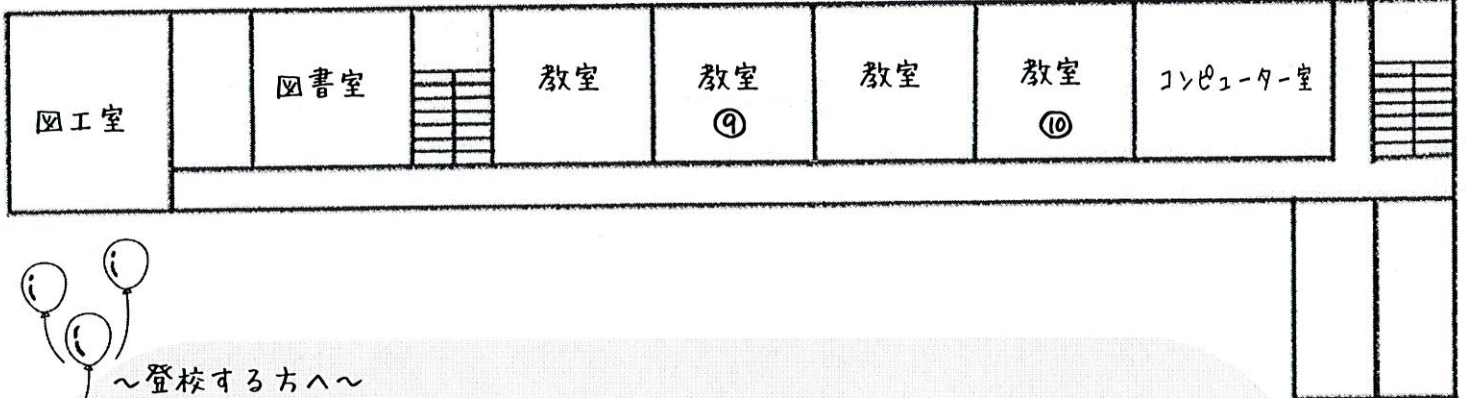 図工室
図書室
教室
教室
⑨
教室
教室
⑩
コンピューター室
～登校する方へ～